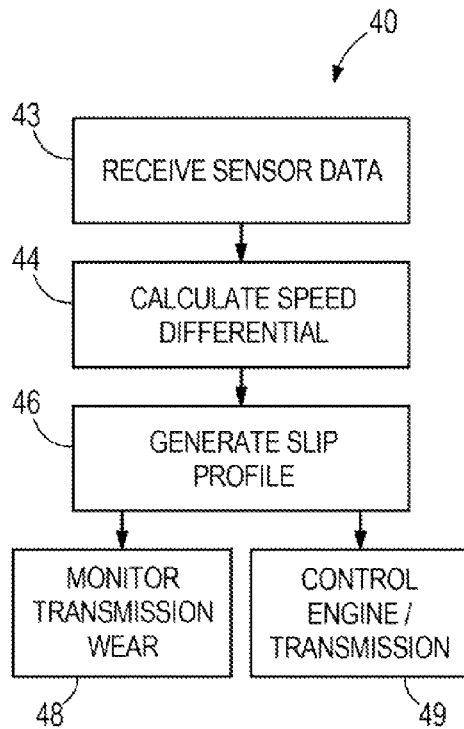 40
43
RECEIVE SENSOR DATA
44
CALCULATE SPEED
DIFFERENTIAL
46
GENERATE SLIP
PROFILE
MONITOR
TRANSMISSION
WEAR
CONTROL
ENGINE /
TRANSMISSION
48
49